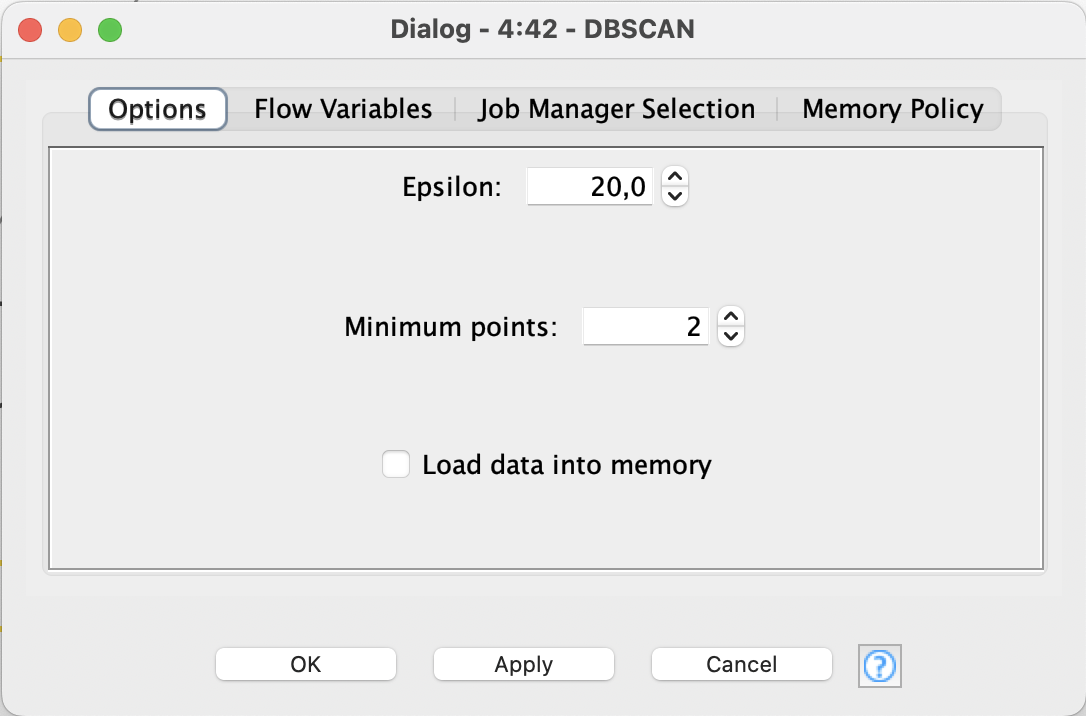 Dialog - 4:42 - DBSCAN
Options Flow Variables Job Manager Selection Memory Policy
Epsilon: 20,0
Minimum points: 2
Load data into memory
OK Apply Cancel ?